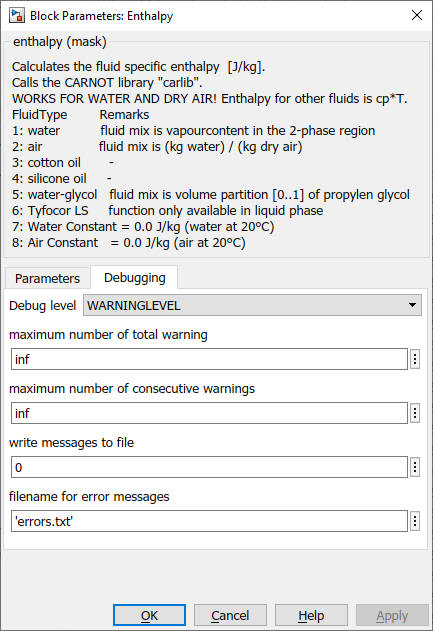 Block Parameters: Enthalpy
enthalpy (mask)
Calculates the fluid specific enthalpy [J/kg].
Calls the CARNOT library "carlib".
WORKS FOR WATER AND DRY AIR! Enthalpy for other fluids is cp*T.
FluidType Remarks
1: water fluid mix is vapourcontent in the 2-phase region
2: air fluid mix is (kg water) / (kg dry air)
3: cotton oil -
4: silicone oil -
5: water-glycol fluid mix is volume partition [0..1] of propylen glycol
6: Tyfocor LS function only available in liquid phase
7: Water Constant = 0.0 J/kg (water at 20°C)
8: Air Constant = 0.0 J/kg (air at 20°C)
Parameters Debugging
Debug level WARNINGLEVEL
maximum number of total warning
inf
maximum number of consecutive warnings
inf
write messages to file
0
filename for error messages
'errors.txt'
OK Cancel Help Apply